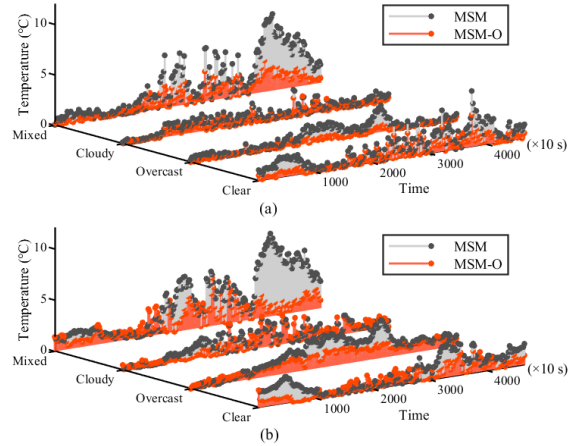 Temperature (℃)
10
5
0
Mixed
Cloudy
Overcast
Clear
MSM
MSM-O
1000
2000
3000
4000
(×10 s)
Time
(a)
Temperature (℃)
10
5
0
Mixed
Cloudy
Overcast
Clear
MSM
MSM-O
1000
2000
3000
4000
(×10 s)
Time
(b)